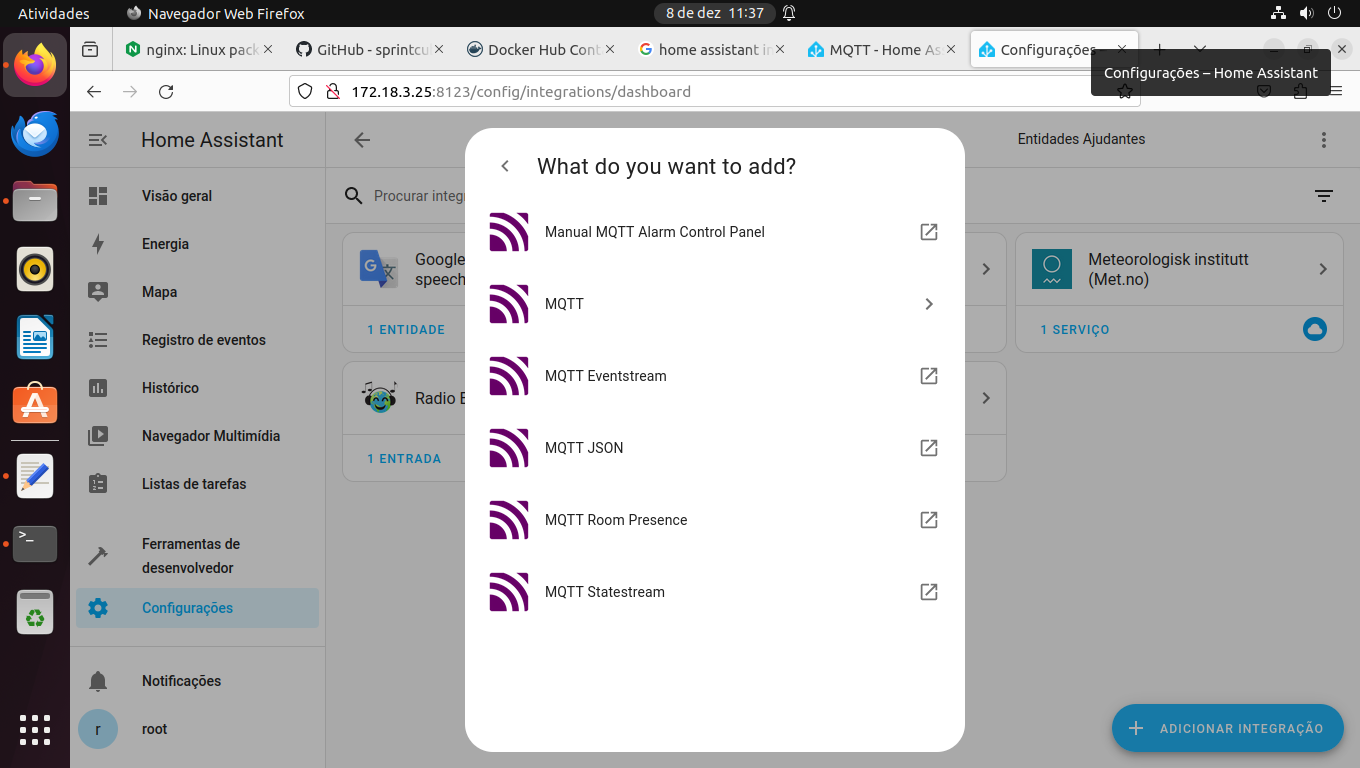 Atividades
Navegador Web Firefox
8 de dez 11:37
nginx: Linux pack
GitHub - sprintcu
Docker Hub Cont
home assistant in
MQTT - Home As
Configurações
Configurações – Home Assistant
172.18.3.25:8123/config/integrations/dashboard
Home Assistant
Entidades Ajudantes
What do you want to add?
Procurar integ
Visão geral
Energia
Mapa
Registro de eventos
Histórico
Navegador Multimídia
Listas de tarefas
Ferramentas de
desenvolvedor
Configurações
Notificações
r
root
Google
speech
1 ENTIDADE
Meteorologisk institutt
(Met.no)
1 SERVIÇO
Radio
1 ENTRADA
Manual MQTT Alarm Control Panel
MQTT
MQTT Eventstream
MQTT JSON
MQTT Room Presence
MQTT Statestream
ADICIONAR INTEGRAÇÃO